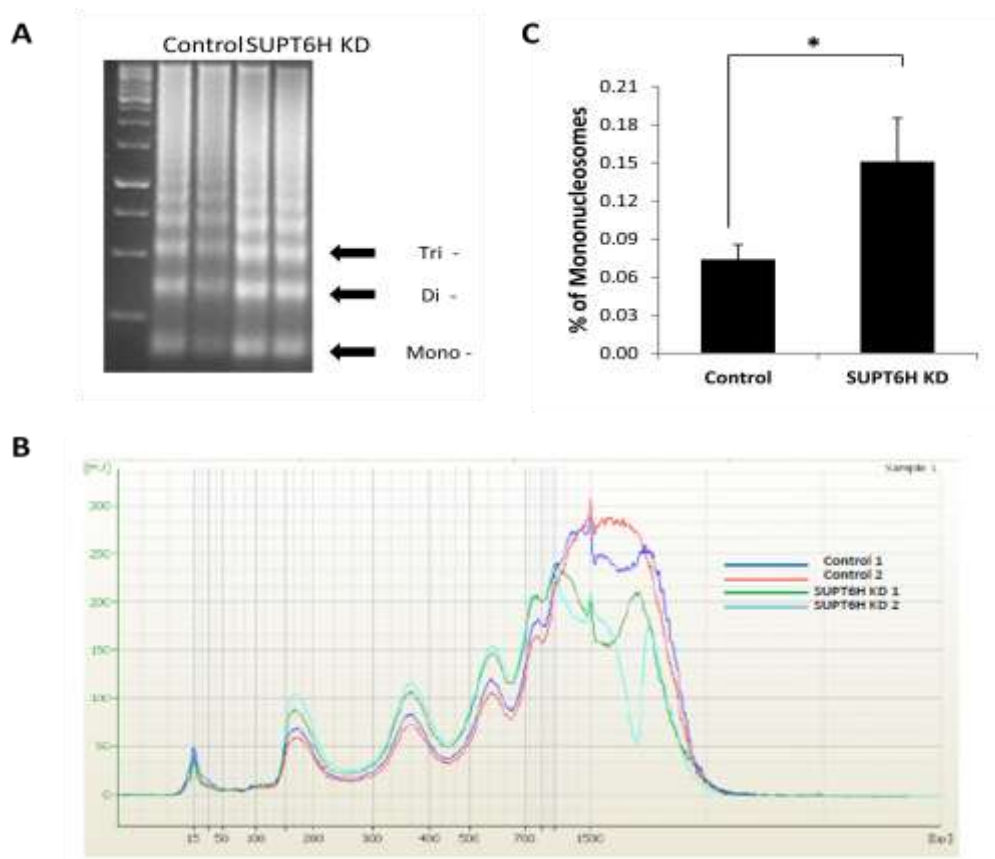 A
Control SUPT6H KD
Tri -
Di -
Mono -
C
*
% of Mononucleosomes
0.21
0.18
0.15
0.12
0.09
0.06
0.03
0.00
Control
SUPT6H KD
B
[FU]
Sample 1
300
250
200
150
100
50
0
Control 1
Control 2
SUPT6H KD 1
SUPT6H KD 2
15 50 100 200 300 400 500 700 1500 [bp]